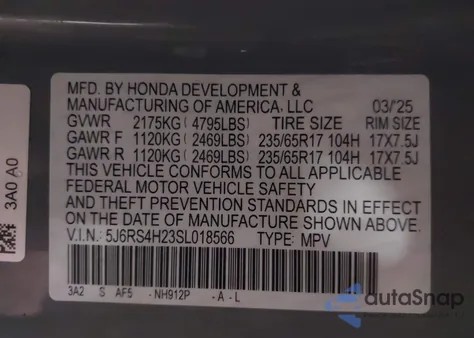 MFD. BY HONDA DEVELOPMENT &
MANUFACTURING OF AMERICA, LLC 03/'25
GVWR 2175KG(4795LBS) TIRE SIZE RIM SIZE
GAWR F 1120KG(2469LBS) 235/65R17 104H 17X7.5J
GAWR R 1120KG(2469LBS) 235/65R17 104H 17X7.5J
THIS VEHICLE CONFORMS TO ALL APPLICABLE
FEDERAL MOTOR VEHICLE SAFETY
AND THEFT PREVENTION STANDARDS IN EFFECT
ON THE DATE OF MANUFACTURE SHOWN ABOVE.
V.I.N.: 5J6RS4H23SL018566 TYPE: MPV
3A2 S AF5 -NH912P -A-L
3A0 A0
autaSnap